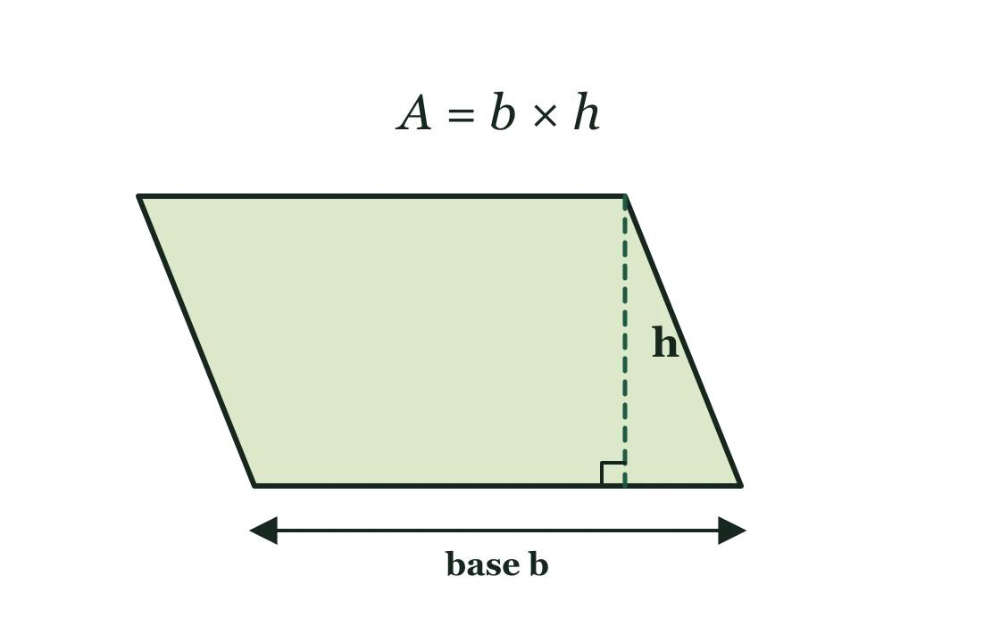 A = b × h
h
base b